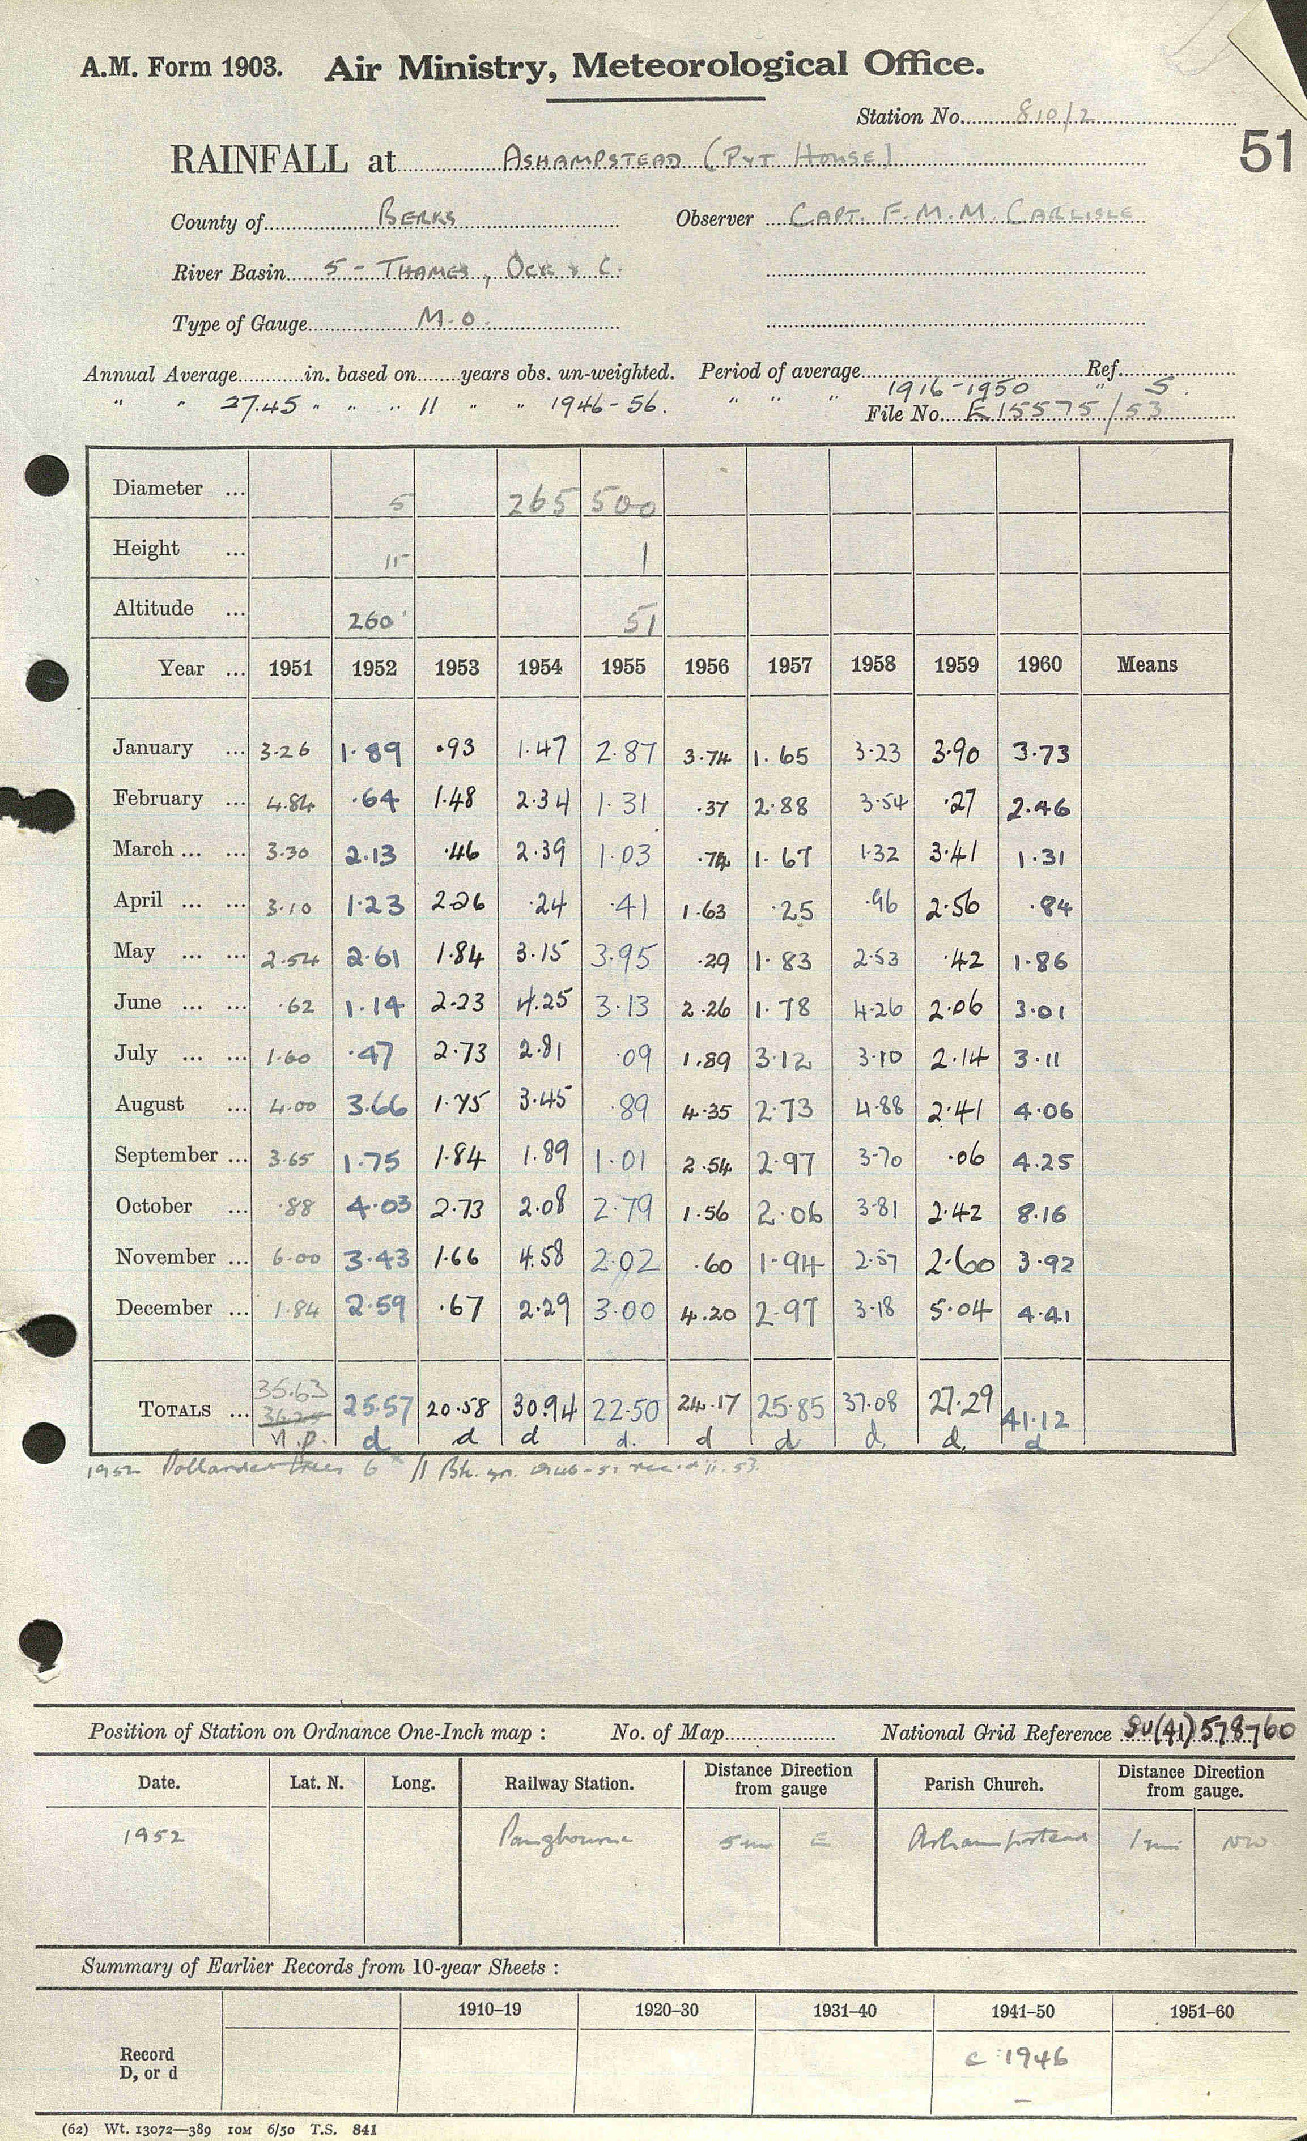 A.M. Form 1903. Air Ministry, Meteorological Office.
Station No. 810/2
51
RAINFALL at ASHAMPSTEAD (PYT HOUSE)
County of BERKS Observer CAPT. F.M.M. CARLISLE
River Basin 5 - THAMES, OCK & C.
Type of Gauge M.O.
Annual Average in. based on years obs. un-weighted. Period of average Ref.
" " 27.45 " " " 11 " " 1946-56. " " " 1916-1950 " S.
File No. E15575/53
Diameter ... 5 265 500
Height ... 11 1
Altitude ... 260' 51
Year ... 1951 1952 1953 1954 1955 1956 1957 1958 1959 1960 Means
January ... 3.26 1.89 .93 1.47 2.87 3.74 1.65 3.23 3.90 3.73
February ... 4.84 .64 1.48 2.34 1.31 .37 2.88 3.54 .27 2.46
March ... ... 3.30 2.13 .46 2.39 1.03 .74 1.67 1.32 3.41 1.31
April ... ... 3.10 1.23 2.26 .24 .41 1.63 .25 .96 2.56 .84
May ... ... 2.54 2.61 1.84 3.15 3.95 .29 1.83 2.53 .42 1.86
June ... ... .62 1.14 2.23 4.25 3.13 2.26 1.78 4.26 2.06 3.01
July ... ... 1.60 .47 2.73 2.81 .09 1.89 3.12 3.10 2.14 3.11
August ... 4.00 3.66 1.75 3.45 .89 4.35 2.73 4.88 2.41 4.06
September ... 3.65 1.75 1.84 1.89 1.01 2.54 2.97 3.70 .06 4.25
October ... .88 4.03 2.73 2.08 2.79 1.56 2.06 3.81 2.42 8.16
November ... 6.00 3.43 1.66 4.58 2.02 .60 1.94 2.57 2.60 3.92
December ... 1.84 2.59 .67 2.29 3.00 4.20 2.97 3.18 5.04 4.41
TOTALS ... 35.63 25.57 20.58 30.94 22.50 24.17 25.85 37.08 27.29 41.12
n.p. d d d d. d d d. d. d
1952 Pollarded trees 6 // Bk. 1946-51 rec. 11.53.
Position of Station on Ordnance One-Inch map : No. of Map National Grid Reference SU(41)578760
Date. Lat. N. Long. Railway Station. Distance Direction from gauge Parish Church. Distance Direction from gauge.
1952 Pangbourne 5 mi E Ashampstead 1 mi NW
Summary of Earlier Records from 10-year Sheets :
1910–19 1920–30 1931–40 1941–50 1951–60
Record D, or d c 1946
(62) Wt. 13072—389 10M 6/50 T.S. 841